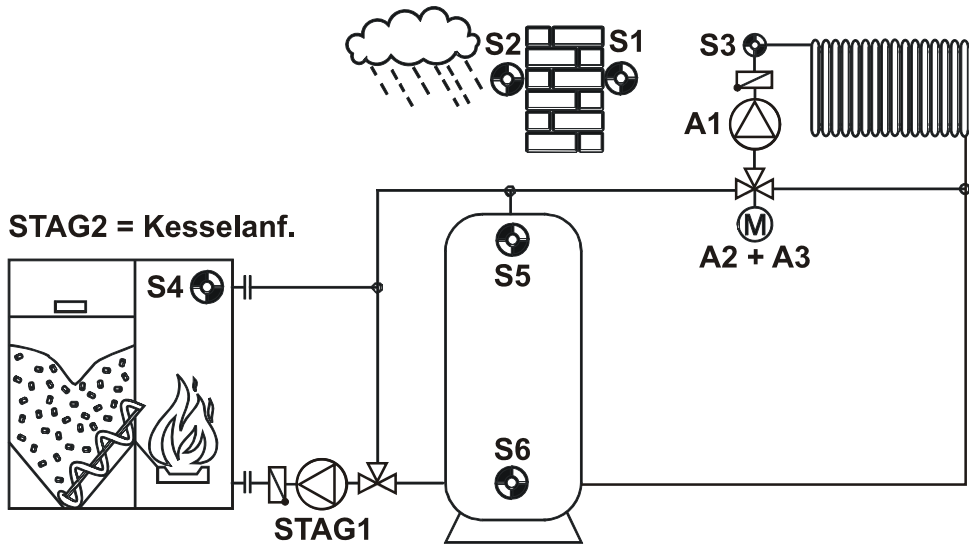 S2
S1
S3
A1
STAG2 = Kesselanf.
M
A2 + A3
S4
S5
S6
STAG1